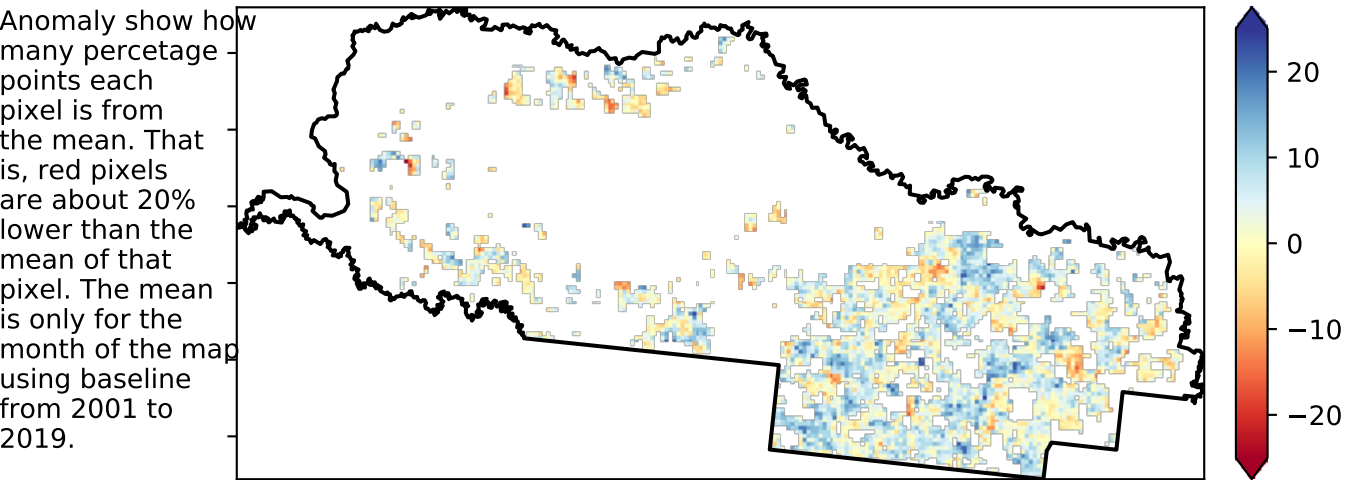 Anomaly show how
many percetage
points each
pixel is from
the mean. That
is, red pixels
are about 20%
lower than the
mean of that
pixel. The mean
is only for the
month of the map
using baseline
from 2001 to
2019.
20
10
0
−10
−20